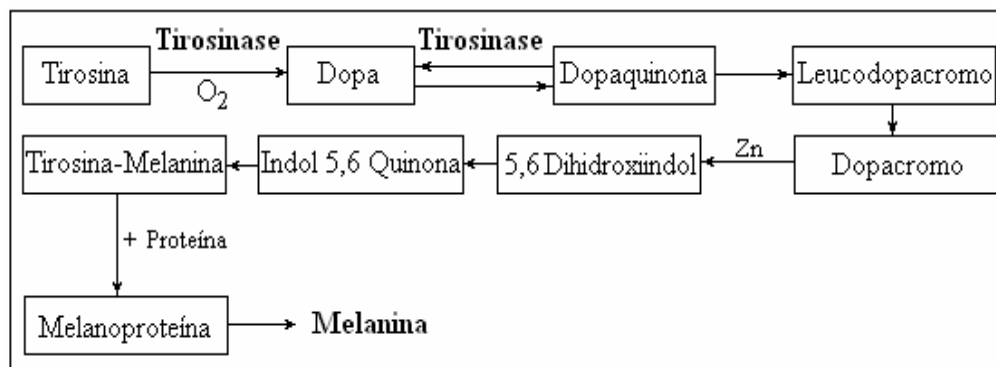 Tirosinase Tirosinase
Tirosina Dopa Dopaquinona Leucodopacromo
O2
Tirosina-Melanina Indol 5,6 Quinona 5,6 Dihidroxiindol Zn Dopacromo
+ Proteína
Melanoproteína Melanina